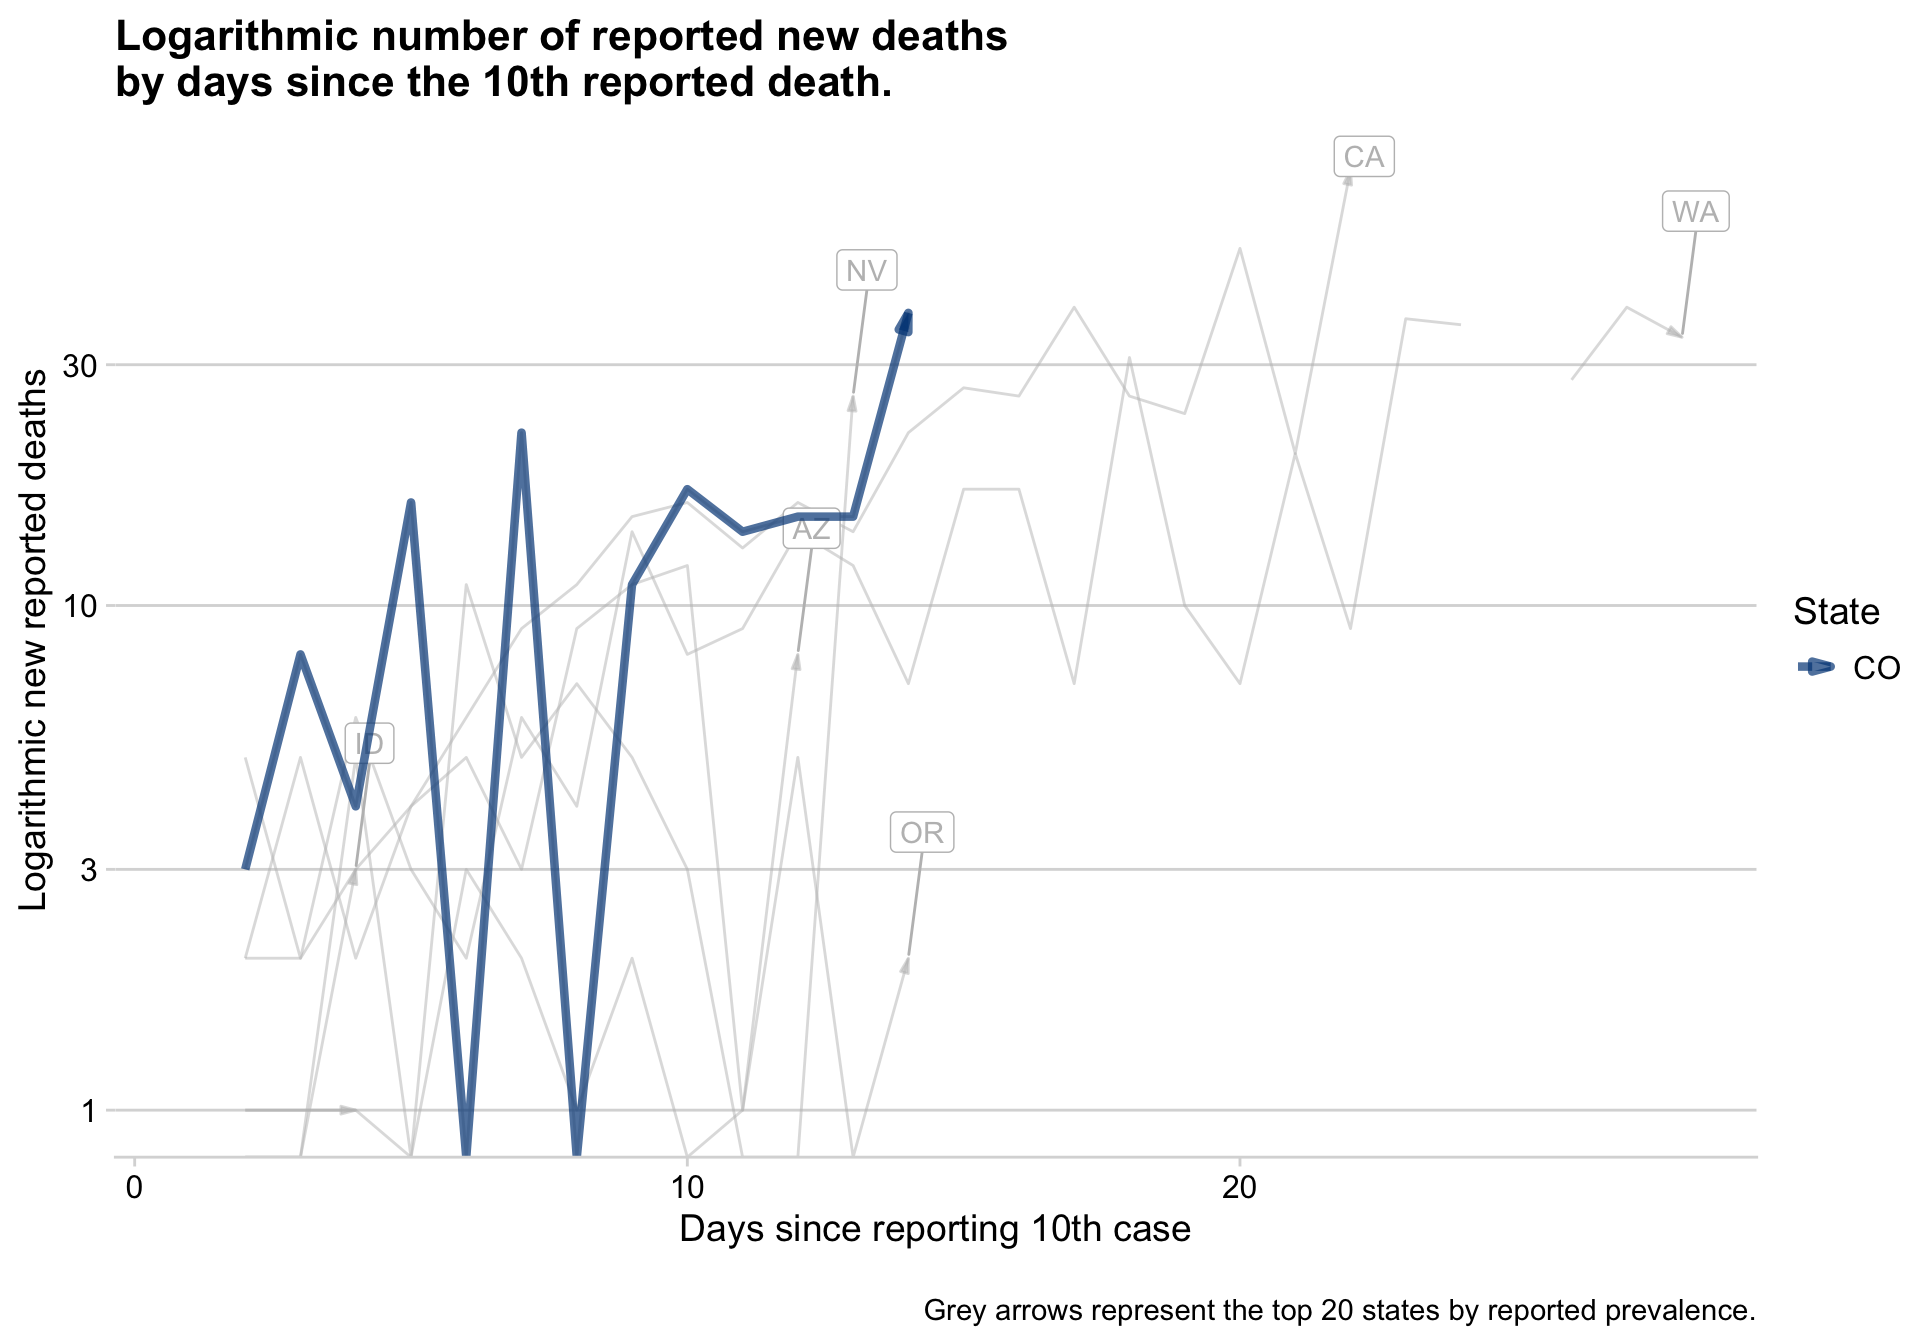 Logarithmic number of reported new deaths
by days since the 10th reported death.
CA
WA
NV
30
AZ
10
ID
OR
3
1
Logarithmic new reported deaths
0
10
20
Days since reporting 10th case
State
CO
Grey arrows represent the top 20 states by reported prevalence.